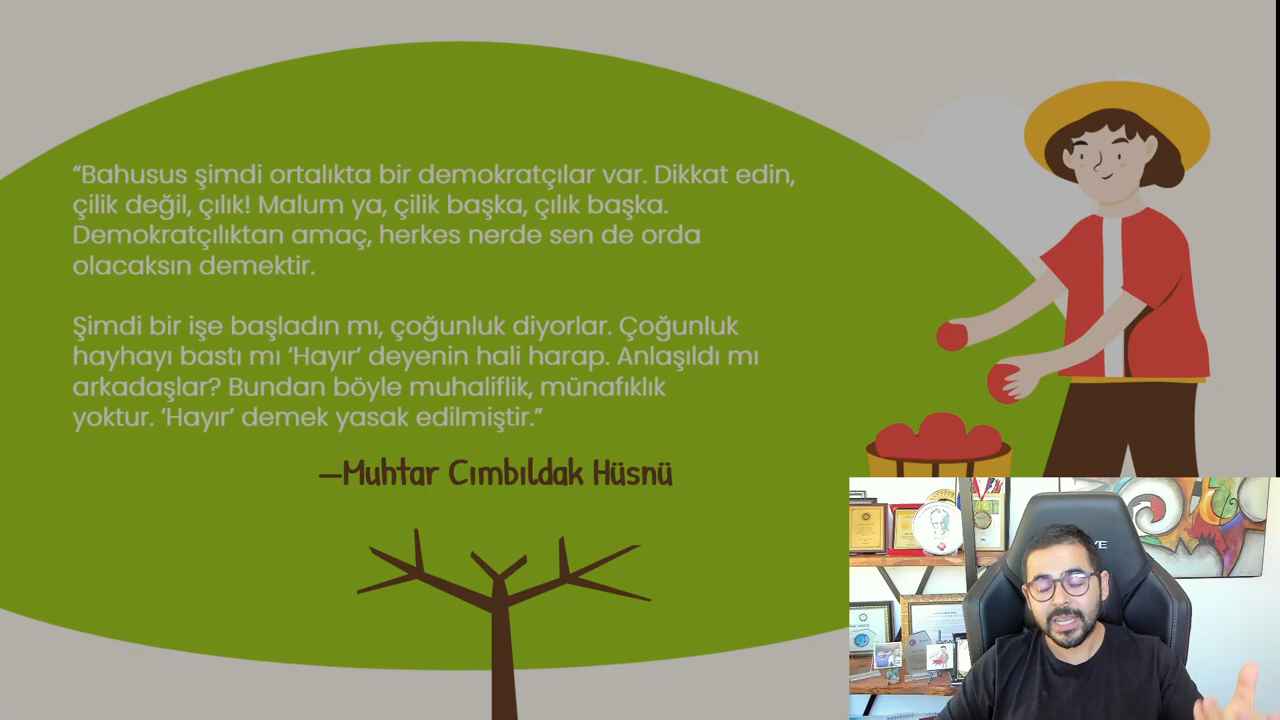 “Bahusus şimdi ortalıkta bir demokratçılar var. Dikkat edin,
çilik değil, çılık! Malum ya, çilik başka, çılık başka.
Demokratçılıktan amaç, herkes nerde sen de orda
olacaksın demektir.
Şimdi bir işe başladın mı, çoğunluk diyorlar. Çoğunluk
hayhayı bastı mı ‘Hayır’ deyenin hali harap. Anlaşıldı mı
arkadaşlar? Bundan böyle muhaliflik, münafıklık
yoktur. ‘Hayır’ demek yasak edilmiştir.”
—Muhtar Cımbıldak Hüsnü